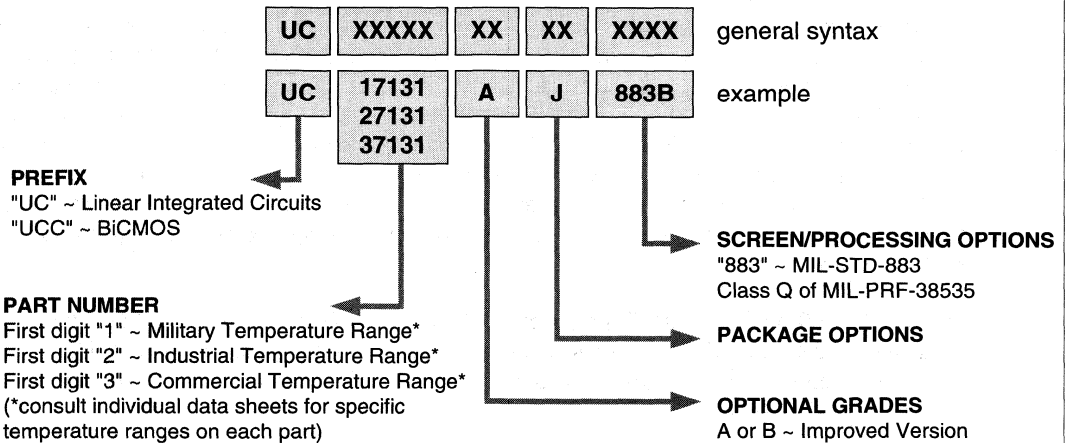 UC XXXXX XX XX XXXX general syntax
UC 17131 A J 883B example
27131
37131
PREFIX
"UC" ~ Linear Integrated Circuits
"UCC" ~ BiCMOS
SCREEN/PROCESSING OPTIONS
"883" ~ MIL-STD-883
Class Q of MIL-PRF-38535
PART NUMBER
First digit "1" ~ Military Temperature Range*
First digit "2" ~ Industrial Temperature Range*
First digit "3" ~ Commercial Temperature Range*
(*consult individual data sheets for specific
temperature ranges on each part)
PACKAGE OPTIONS
OPTIONAL GRADES
A or B ~ Improved Version